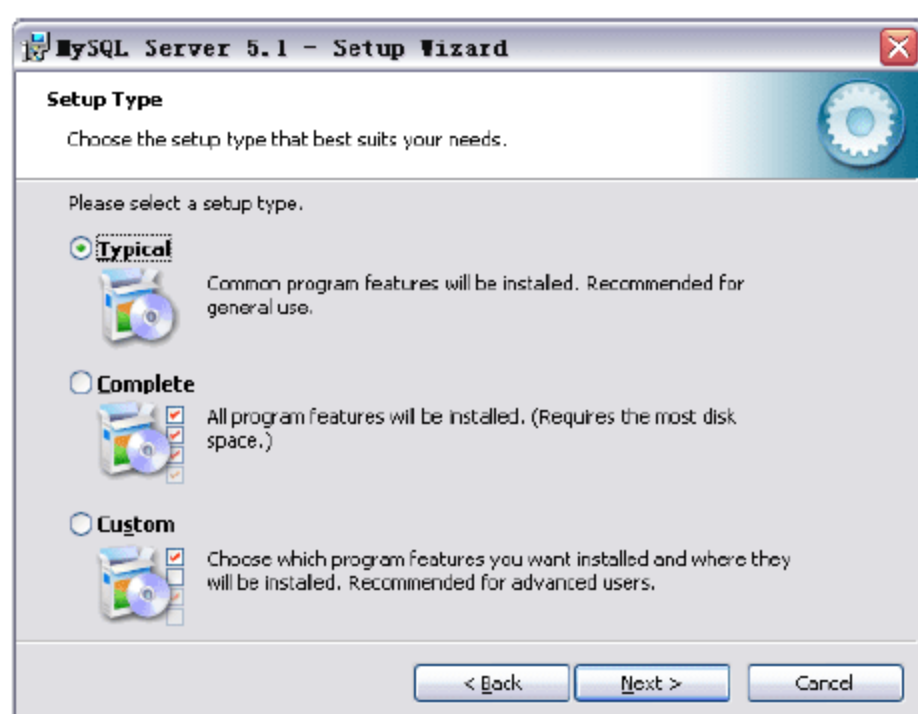 MySQL Server 5.1 - Setup Wizard
Setup Type
Choose the setup type that best suits your needs.
Please select a setup type.
Typical
Common program features will be installed. Recommended for
general use.
Complete
All program features will be installed. (Requires the most disk
space.)
Custom
Choose which program features you want installed and where they
will be installed. Recommended for advanced users.
< Back
Next >
Cancel